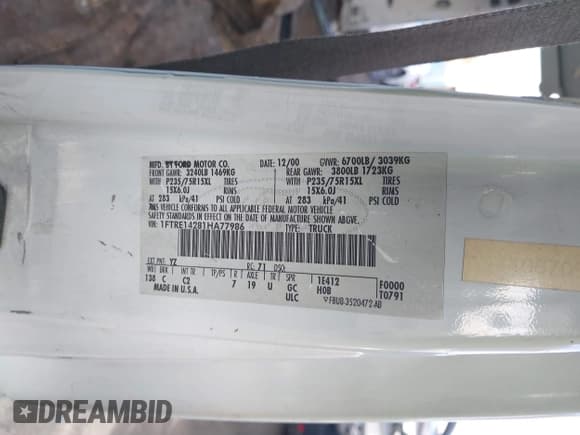 MFD. BY FORD MOTOR CO.
DATE: 12/00 GVWR: 6700LB/ 3039KG
FRONT GAWR: 3240LB 1469KG
REAR GAWR: 3800LB 1723KG
WITH P235/75R15XL TIRES
WITH P235/75R15XL TIRES
15X6.0J RIMS
15X6.0J RIMS
AT 283 kPa/41 PSI COLD
AT 283 kPa/41 PSI COLD
THIS VEHICLE CONFORMS TO ALL APPLICABLE FEDERAL MOTOR VEHICLE
SAFETY STANDARDS IN EFFECT ON THE DATE OF MANUFACTURE SHOWN ABOVE.
VIN: 1FTRE14281HA77986
TYPE: TRUCK
EXT PNT: YZ RC: 71 DSO:
WB BRK INT TR TP/PS R AXLE TR SPR
138 C C2 7 19 U GC 1E412 F0000
MADE IN U.S.A. ULC H0B T0791
▽FBUB-3520472-AB
DREAMBID